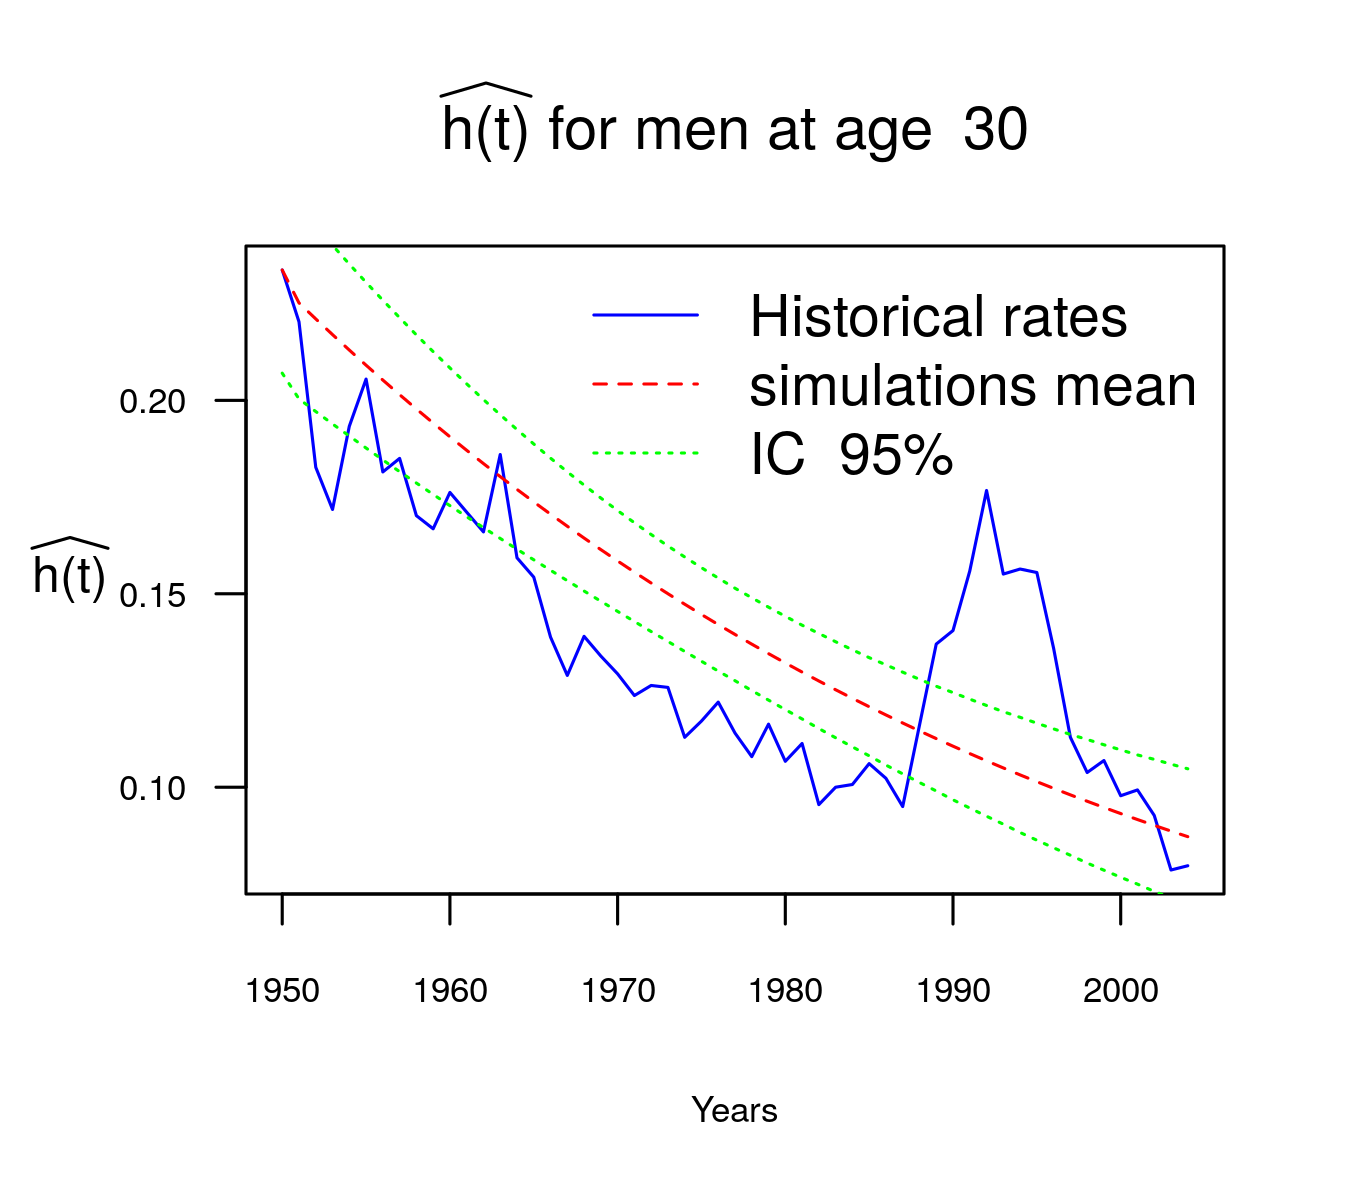 h(t) for men at age 30
Historical rates
simulations mean
IC 95%
0.20
0.15
0.10
h(t)
1950 1960 1970 1980 1990 2000
Years